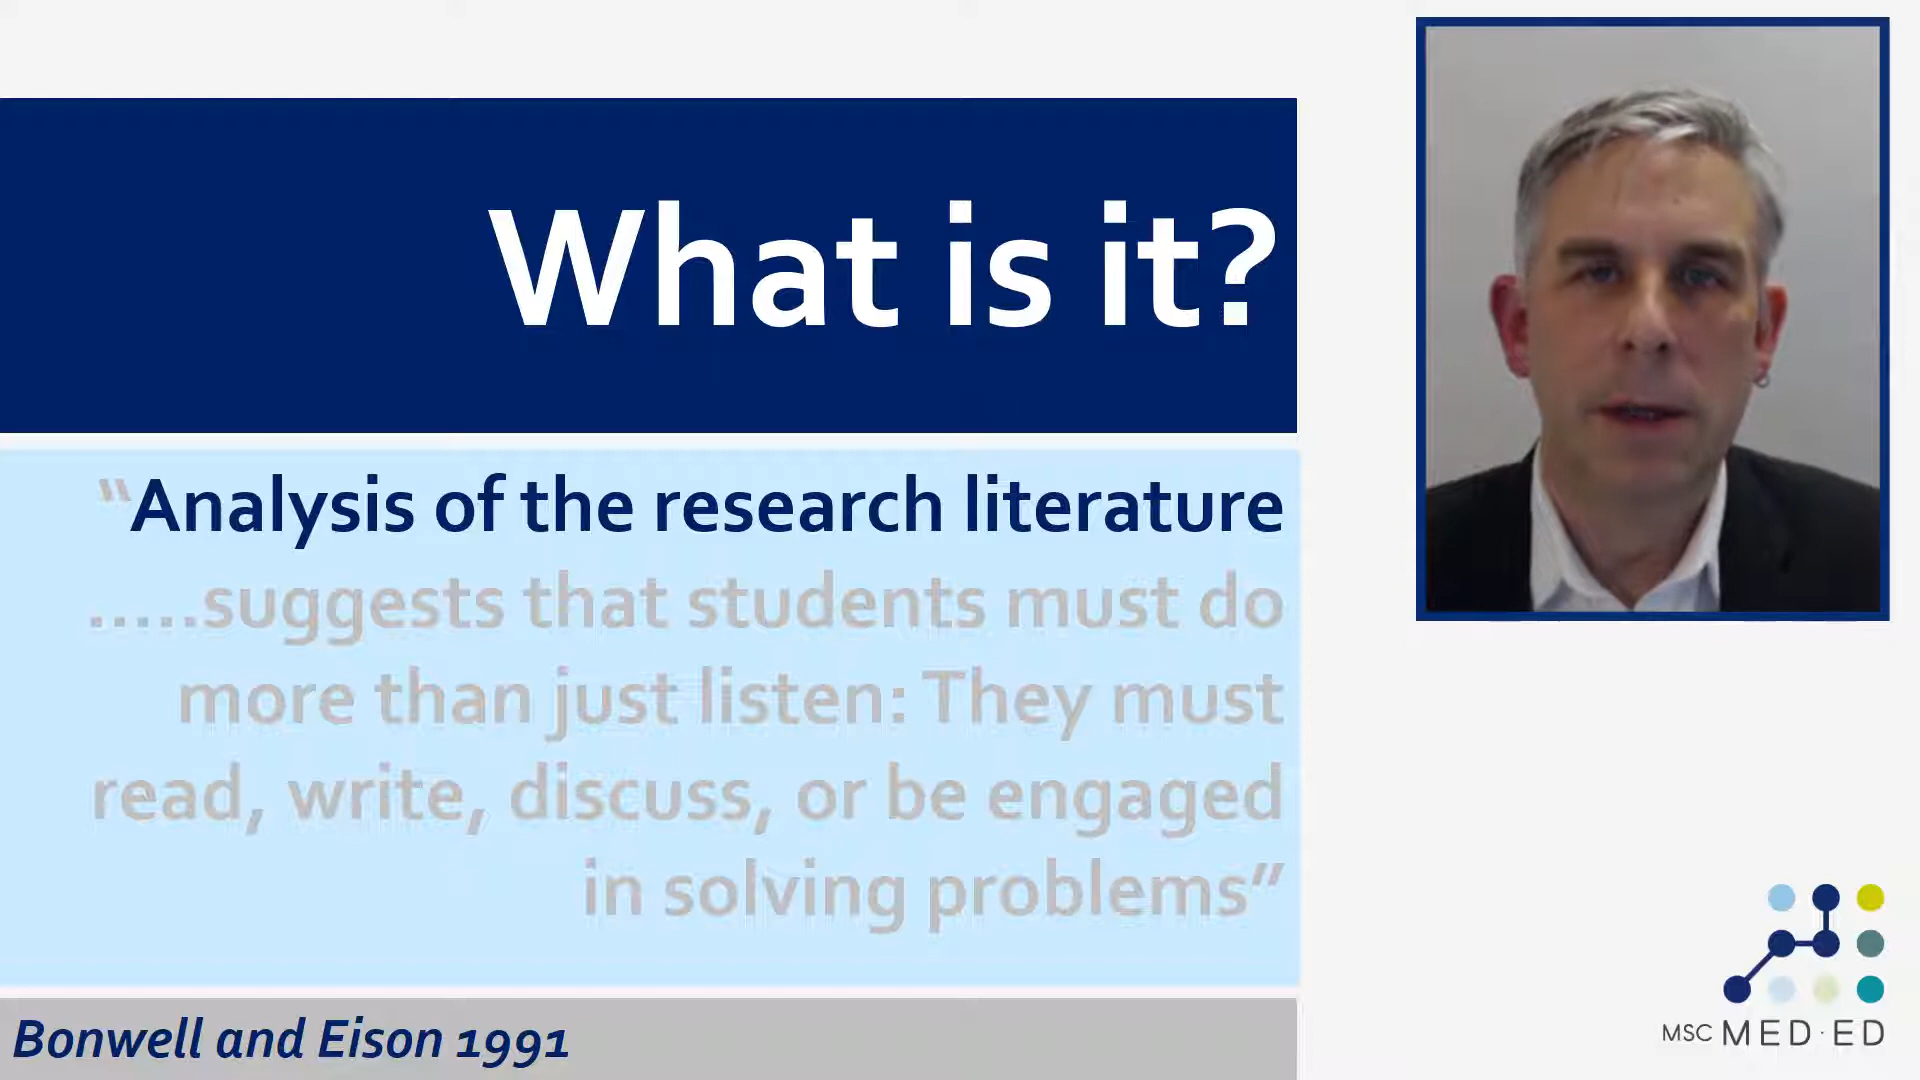 What is it?
“Analysis of the research literature
.....suggests that students must do
more than just listen: They must
read, write, discuss, or be engaged
in solving problems”
Bonwell and Eison 1991
MSC MED·ED